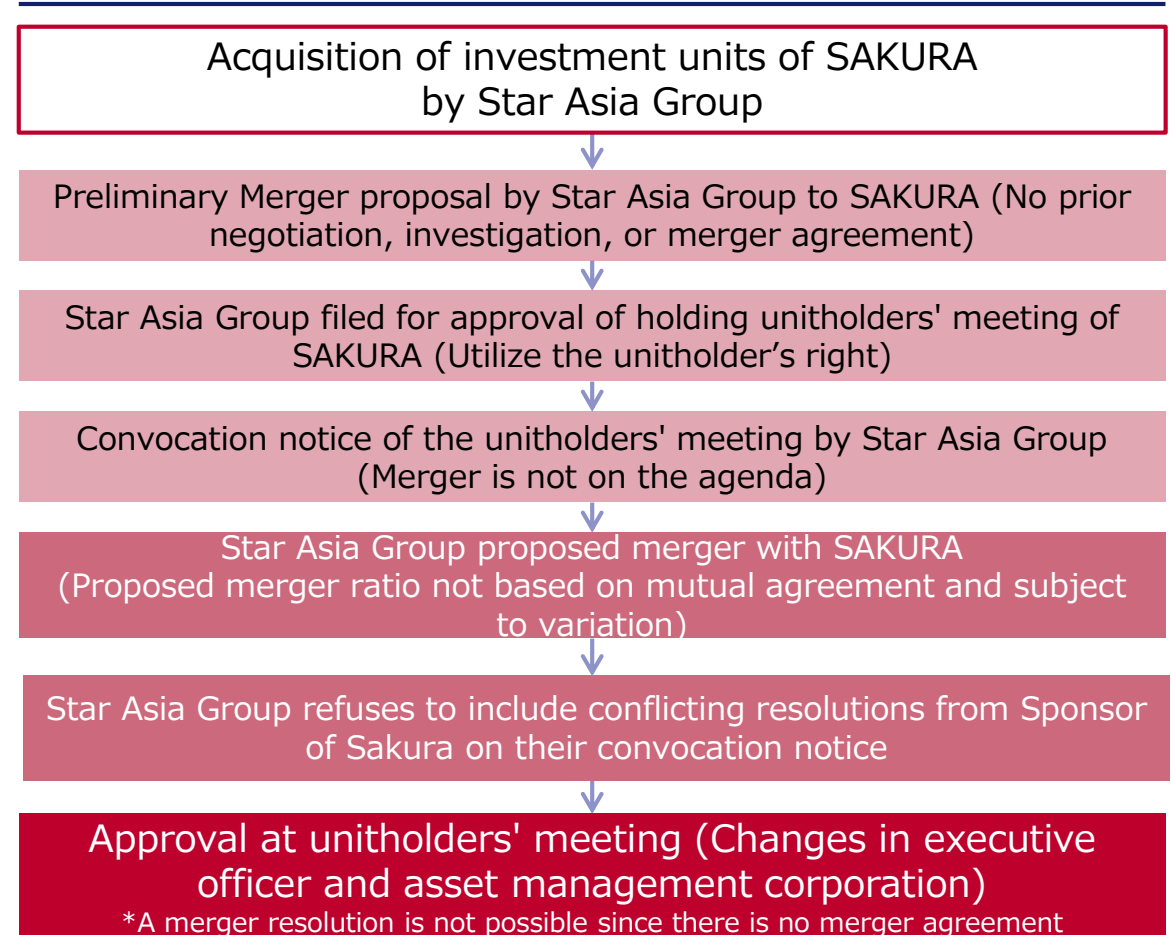 Acquisition of investment units of SAKURA
by Star Asia Group
Preliminary Merger proposal by Star Asia Group to SAKURA (No prior
negotiation, investigation, or merger agreement)
Star Asia Group filed for approval of holding unitholders' meeting of
SAKURA (Utilize the unitholder’s right)
Convocation notice of the unitholders' meeting by Star Asia Group
(Merger is not on the agenda)
Star Asia Group proposed merger with SAKURA
(Proposed merger ratio not based on mutual agreement and subject
to variation)
Star Asia Group refuses to include conflicting resolutions from Sponsor
of Sakura on their convocation notice
Approval at unitholders' meeting (Changes in executive
officer and asset management corporation)
*A merger resolution is not possible since there is no merger agreement